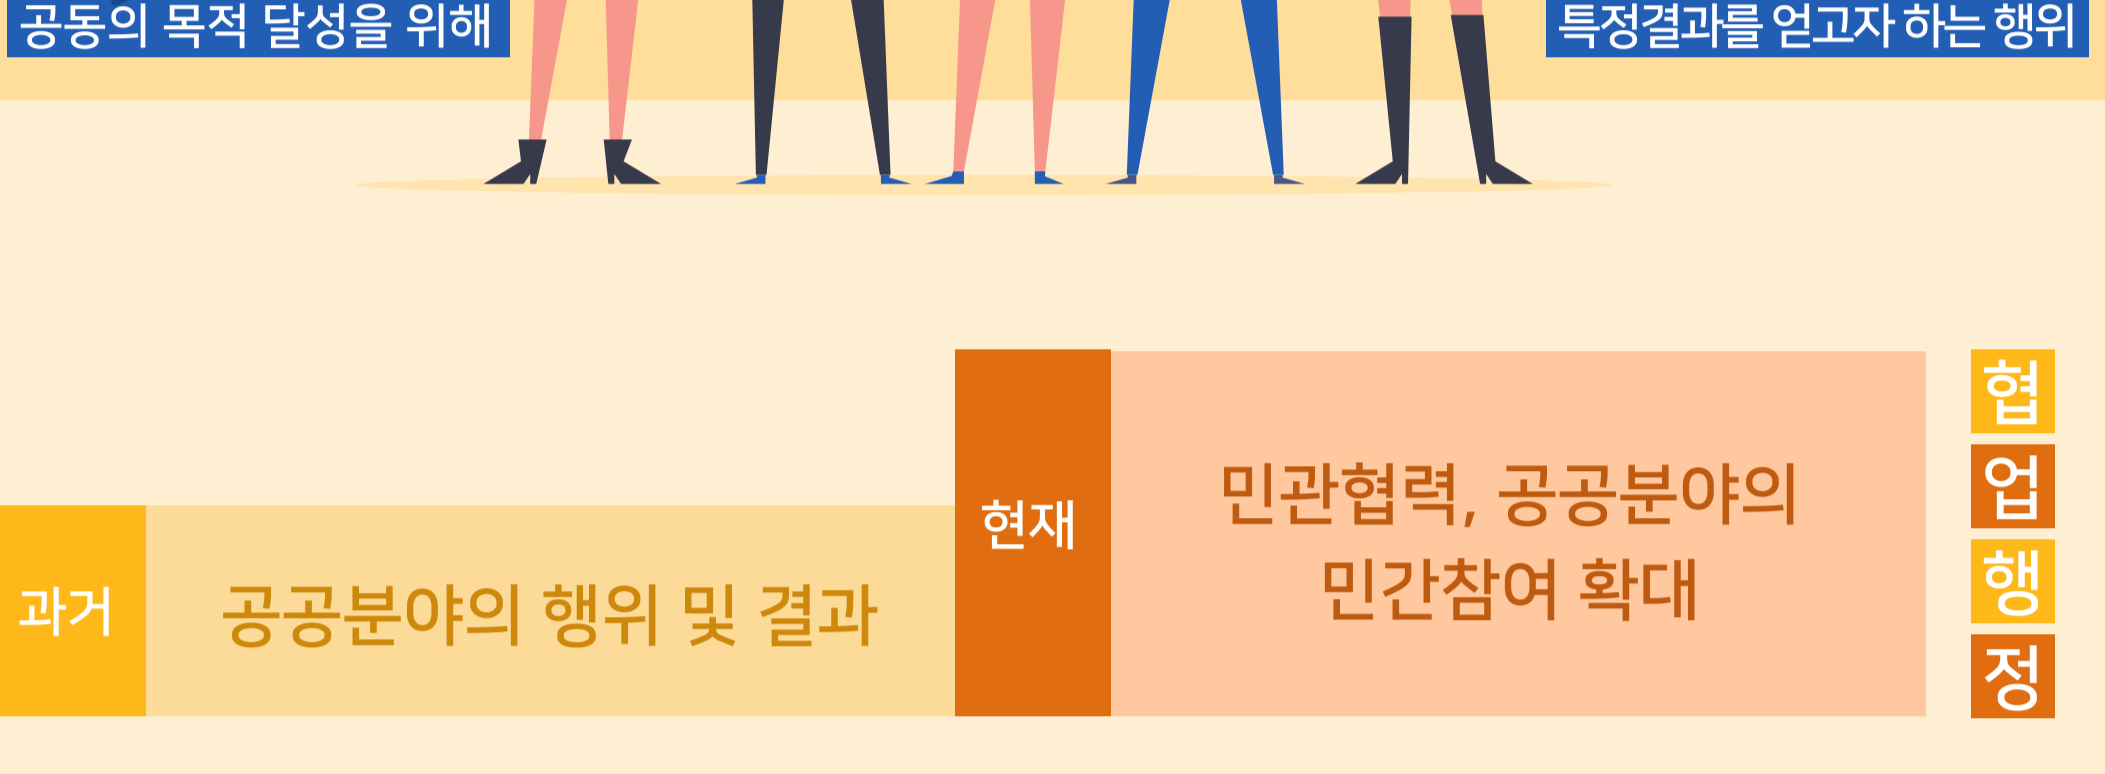 공동의 목적 달성을 위해
특정결과를 얻고자 하는 행위
과거
공공분야의 행위 및 결과
현재
민관협력, 공공분야의
민간참여 확대
협
업
행
정